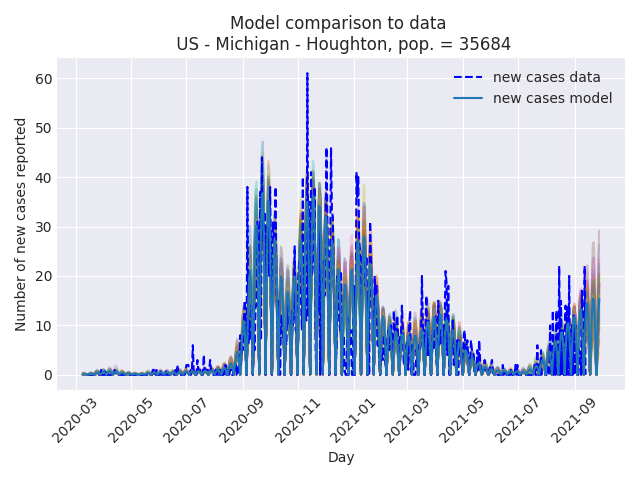 Model comparison to data
US - Michigan - Houghton, pop. = 35684
new cases data
new cases model
Number of new cases reported
60
50
40
30
20
10
0
2020-03
2020-05
2020-07
2020-09
2020-11
2021-01
2021-03
2021-05
2021-07
2021-09
Day